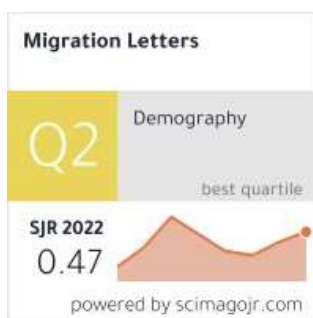 Migration Letters
Q2
Demography
best quartile
SJR 2022
0.47
powered by scimagojr.com